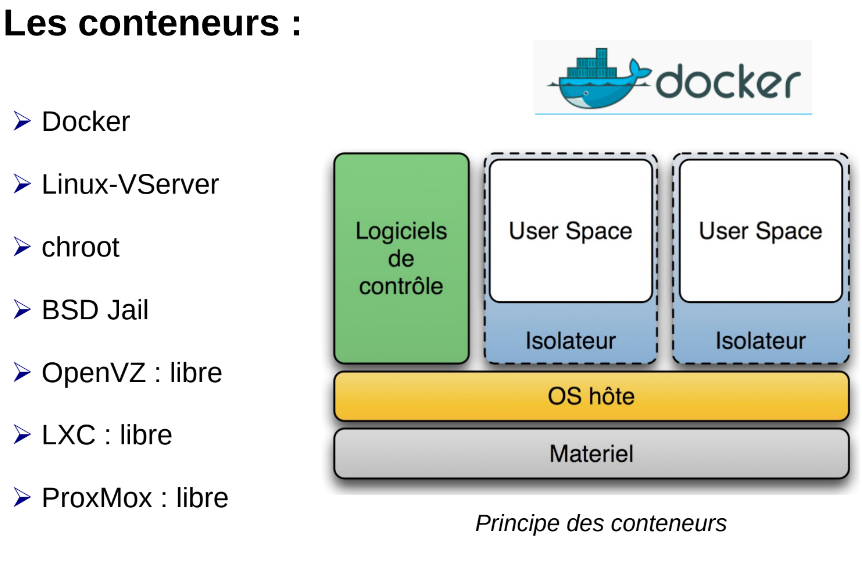 Les conteneurs :
docker
Docker
Linux-VServer
chroot
BSD Jail
OpenVZ : libre
LXC : libre
ProxMox : libre
Logiciels
de
contrôle
User Space
Isolateur
User Space
Isolateur
OS hôte
Materiel
Principe des conteneurs